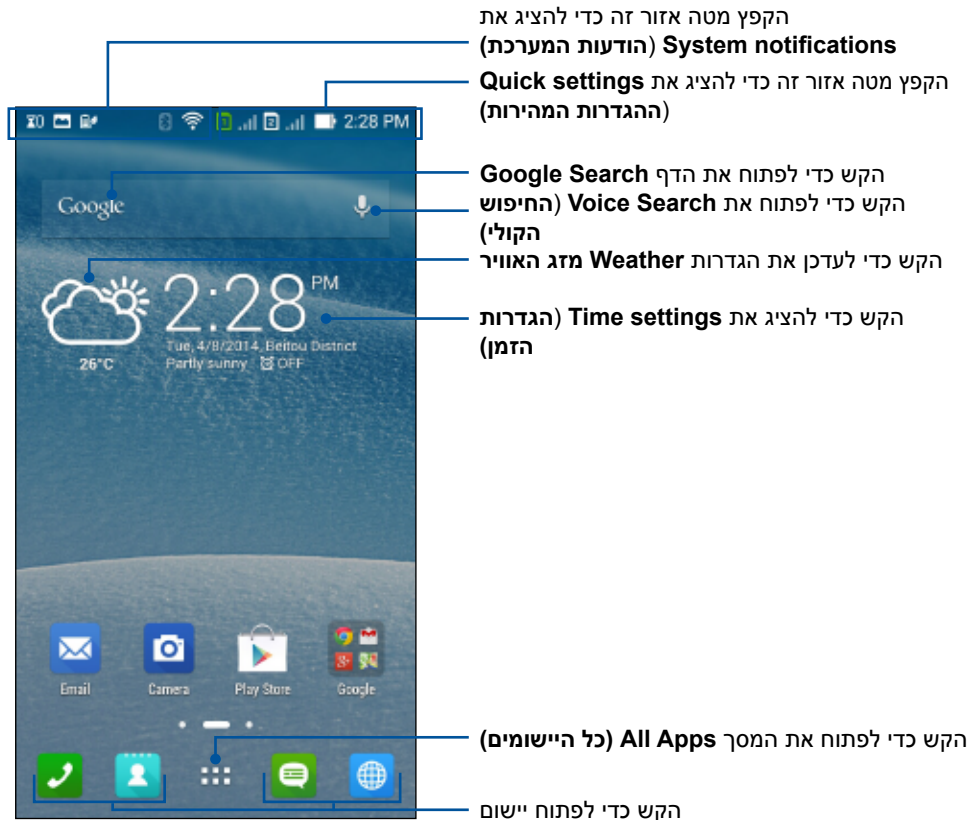 הקפץ מטה אזור זה כדי להציג את
System notifications (הודעות המערכת)
הקפץ מטה אזור זה כדי להציג את Quick settings
(ההגדרות המהירות)
2:28 PM
הקש כדי לפתוח את הדף Google Search
Google
הקש כדי לפתוח את Voice Search (החיפוש
הקולי)
הקש כדי לעדכן את הגדרות Weather מזג האוויר
2:28 PM
הקש כדי להציג את Time settings (הגדרות
הזמן)
Tue, 4/8/2014, Beitou District
26°C
Partly sunny OFF
Email
Camera
Play Store
Google
הקש כדי לפתוח את המסך All Apps (כל היישומים)
הקש כדי לפתוח יישום